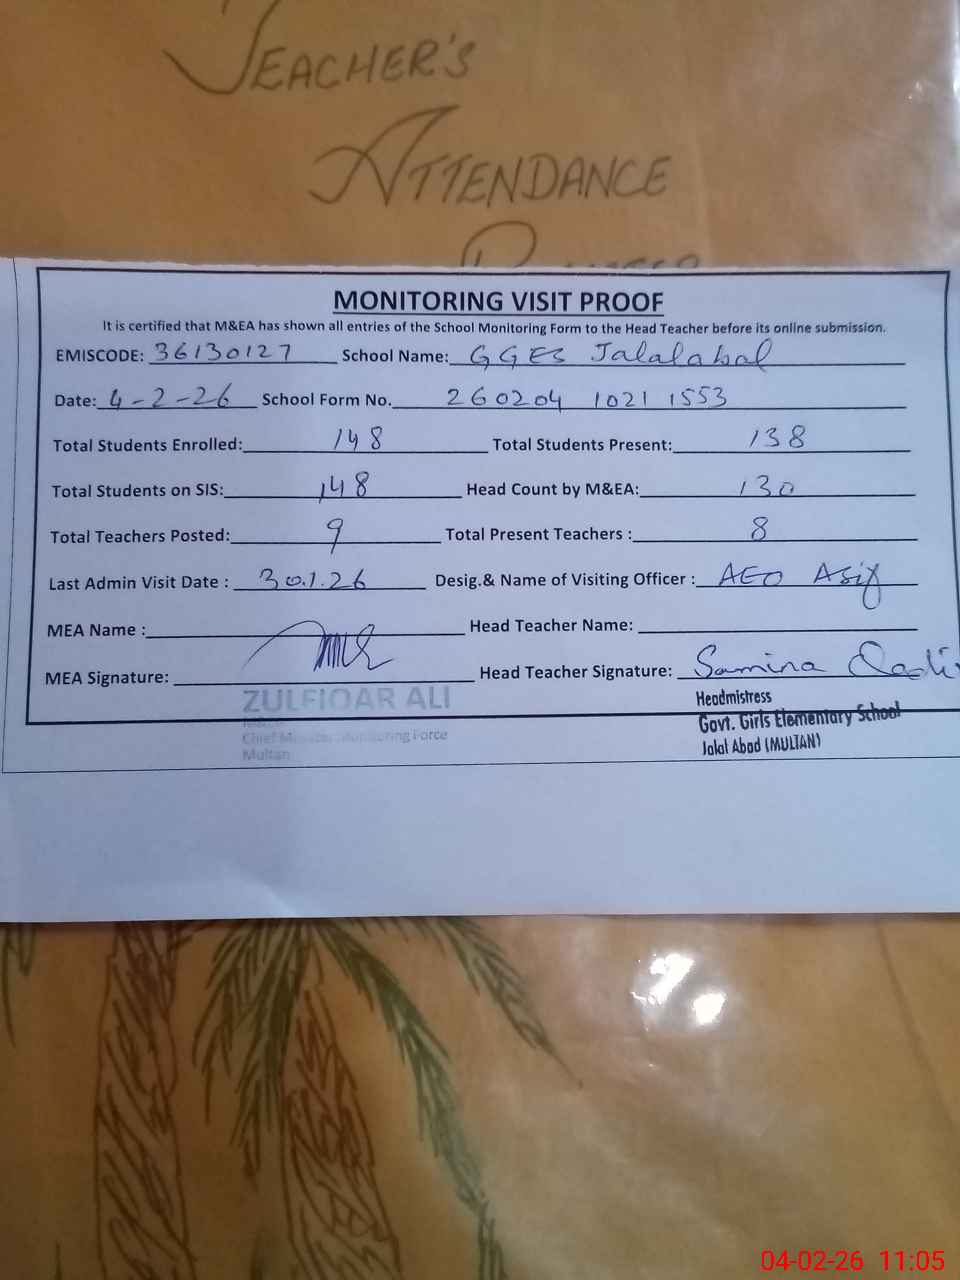 TEACHER'S
ATTENDANCE
MONITORING VISIT PROOF
It is certified that M&EA has shown all entries of the School Monitoring Form to the Head Teacher before its online submission.
EMISCODE: 36130127 School Name: GGES Jalalabad
Date: 4-2-26 School Form No. 260204 1021 1553
Total Students Enrolled: 148 Total Students Present: 138
Total Students on SIS: 148 Head Count by M&EA: 130
Total Teachers Posted: 9 Total Present Teachers : 8
Last Admin Visit Date : 30.1.26 Desig.& Name of Visiting Officer : AEO Asif
MEA Name : Head Teacher Name:
MEA Signature: Head Teacher Signature: Samina
ZULFIQAR ALI
Chief Minister Monitoring Force
Multan
Headmistress
Govt. Girls Elementary School
Jalal Abad (MULTAN)
04-02-26 11:05